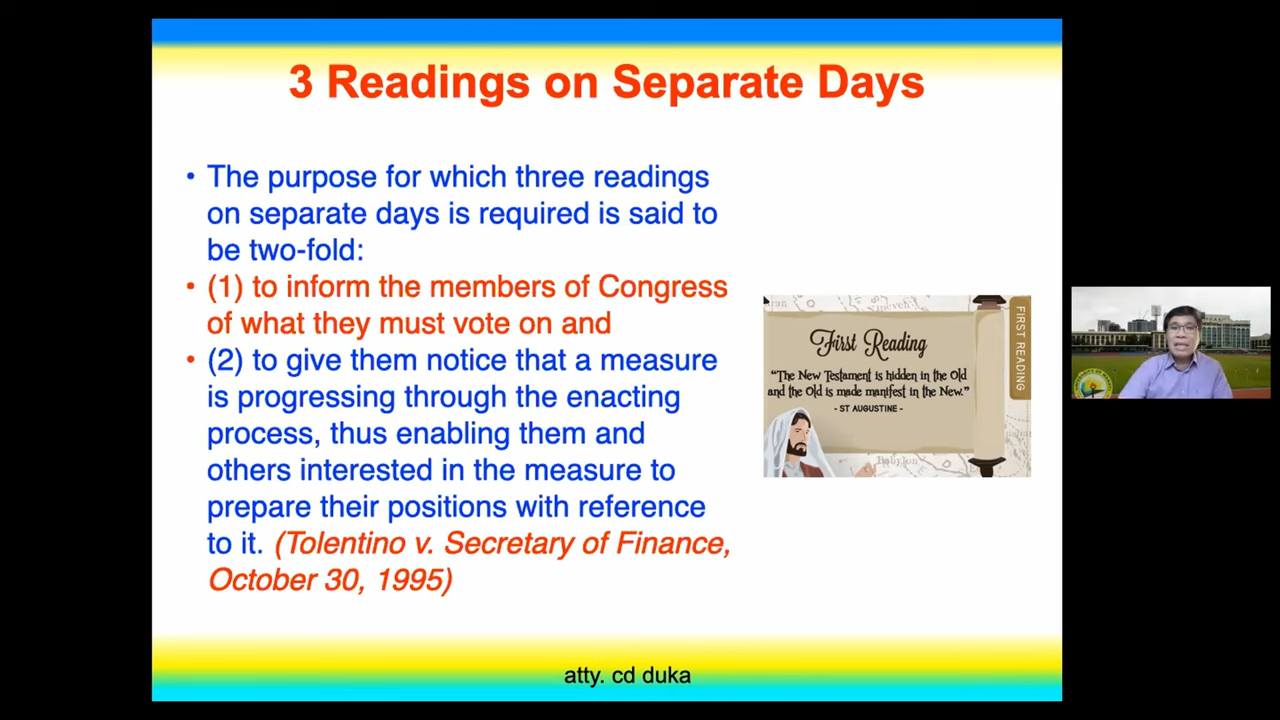 3 Readings on Separate Days
• The purpose for which three readings
on separate days is required is said to
be two-fold:
• (1) to inform the members of Congress
of what they must vote on and
• (2) to give them notice that a measure
is progressing through the enacting
process, thus enabling them and
others interested in the measure to
prepare their positions with reference
to it. (Tolentino v. Secretary of Finance,
October 30, 1995)
First Reading
“The New Testament is hidden in the Old
and the Old is made manifest in the New.”
- ST AUGUSTINE -
Babylon
FIRST READING
atty. cd duka